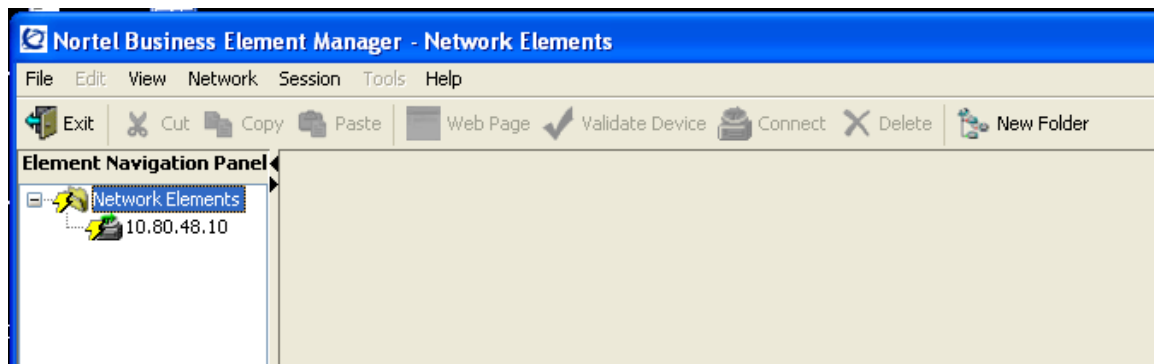 Nortel Business Element Manager - Network Elements
File Edit View Network Session Tools Help
Exit Cut Copy Paste Web Page Validate Device Connect Delete New Folder
Element Navigation Panel
Network Elements
10.80.48.10